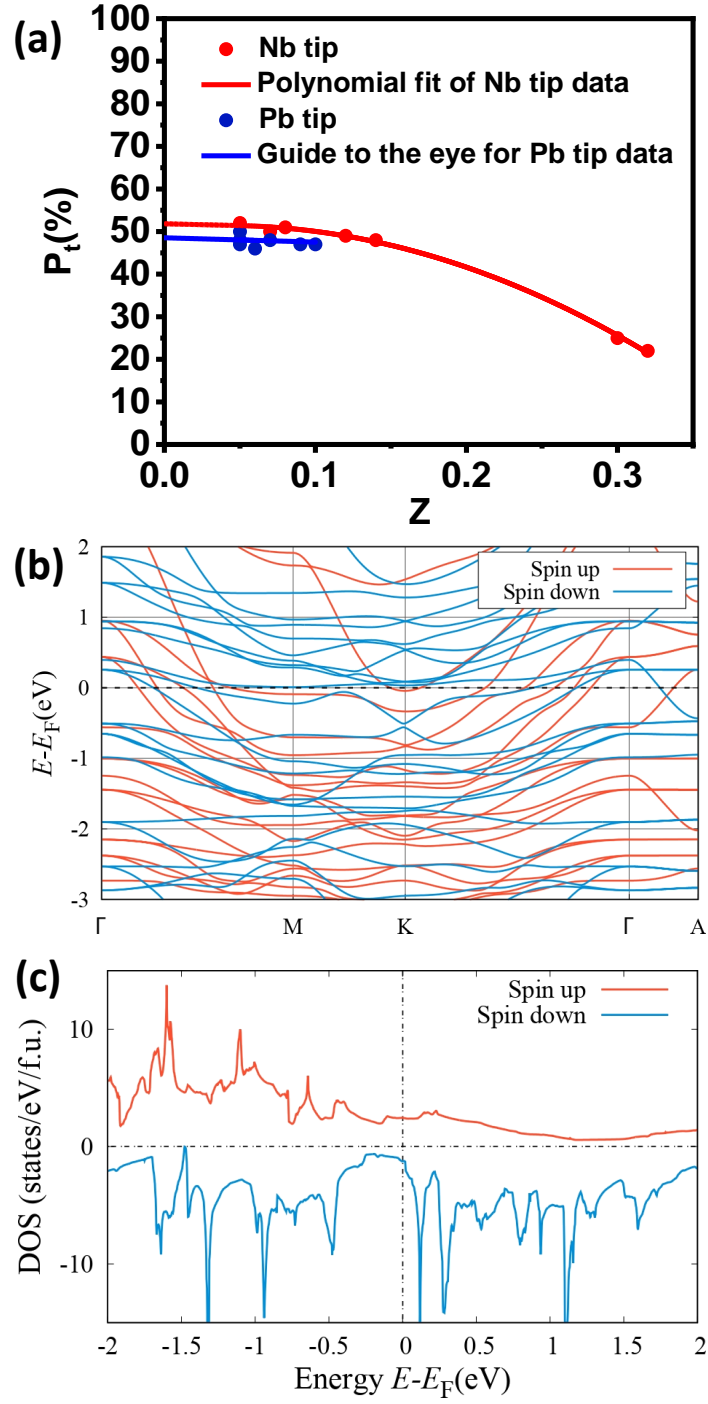 (a)
100
90
80
70
60
50
40
30
20
10
0
P_t(%)
Nb tip
Polynomial fit of Nb tip data
Pb tip
Guide to the eye for Pb tip data
0.0 0.1 0.2 0.3
Z
(b)
2
1
0
-1
-2
-3
E-E_F(eV)
Spin up
Spin down
Γ M K Γ A
(c)
10
0
-10
DOS (states/eV/f.u.)
Spin up
Spin down
-2 -1.5 -1 -0.5 0 0.5 1 1.5 2
Energy E-E_F(eV)